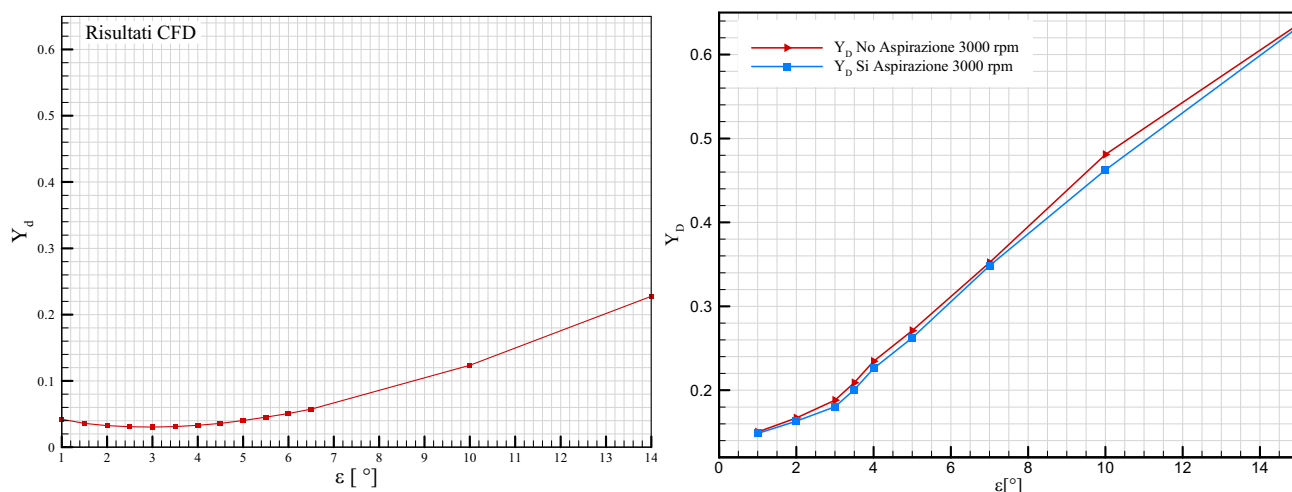 Risultati CFD
0.6
0.5
0.4
0.3
0.2
0.1
0
Y_d
1 2 3 4 5 6 7 8 9 10 11 12 13 14
ε [ °]
Y_D No Aspirazione 3000 rpm
Y_D Si Aspirazione 3000 rpm
0.6
0.5
0.4
0.3
0.2
Y_D
0 2 4 6 8 10 12 14
ε[°]